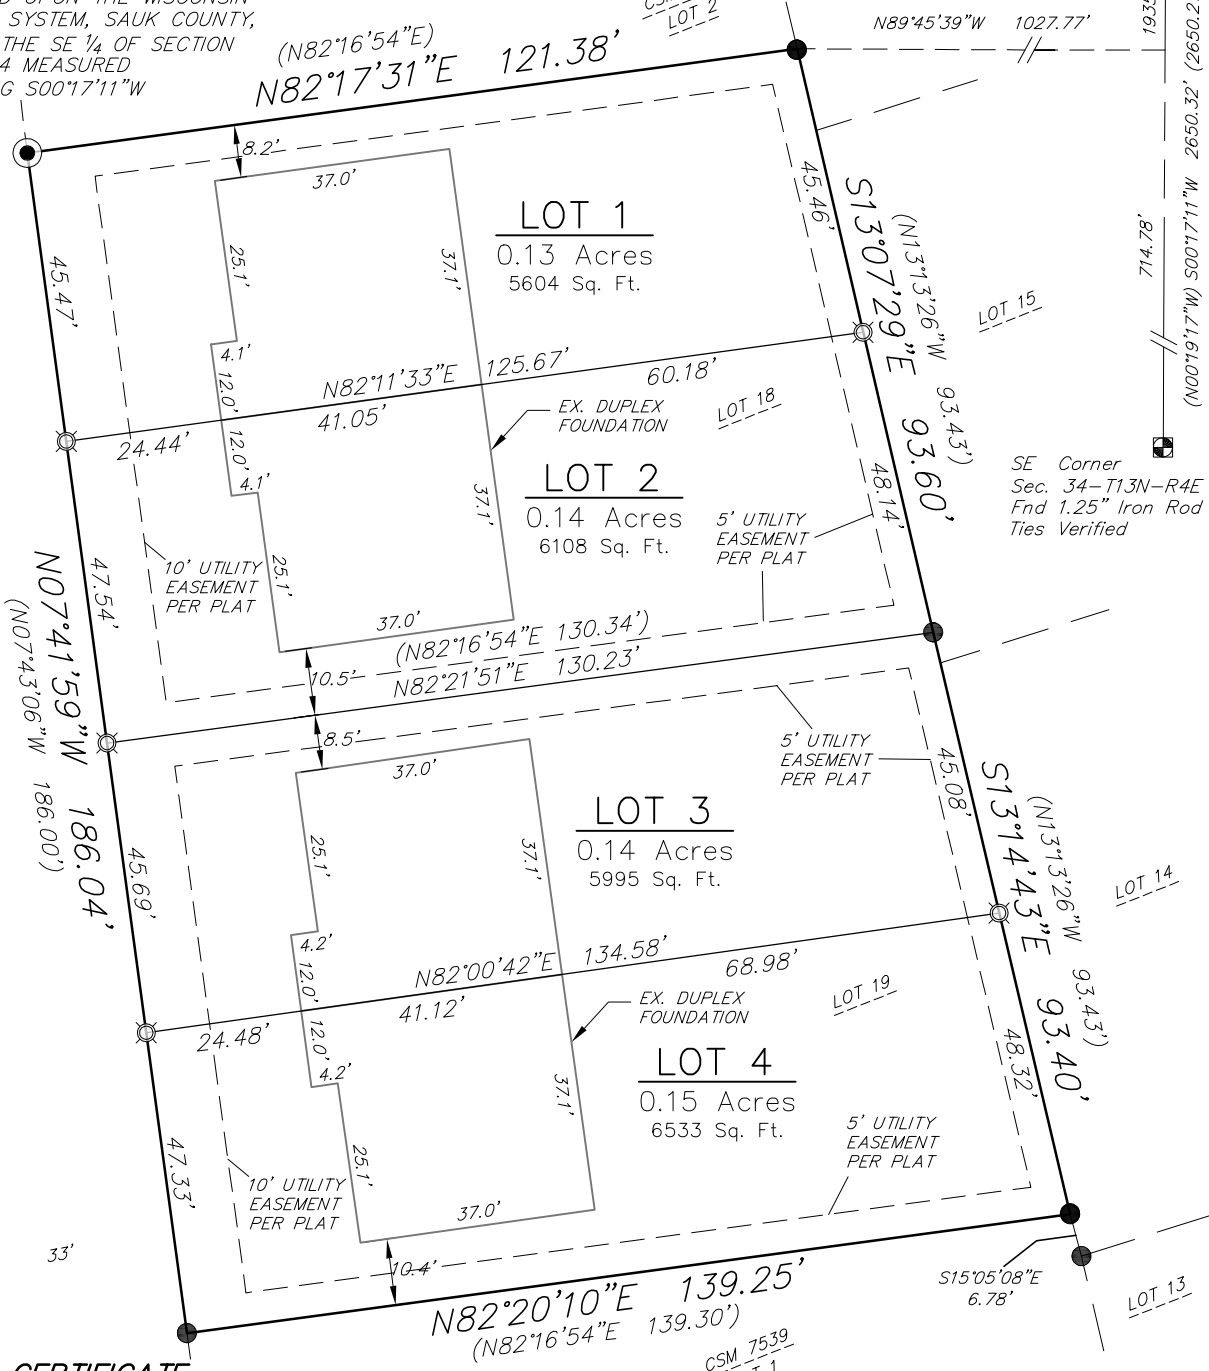 UPON THE WISCONSIN
SYSTEM, SAUK COUNTY,
THE SE ¼ OF SECTION
4 MEASURED
G S00°17'11"W
LOT 2
N89°45'39"W 1027.77'
(N82°16'54"E)
N82°17'31"E 121.38'
8.2'
37.0'
LOT 1
0.13 Acres
5604 Sq. Ft.
25.1'
37.1'
45.46'
S13°07'29"E 93.60'
(N13°13'26"W 93.43')
714.78'
(N00°19'17"W) S00°17'11"W 2650.32'
45.47'
LOT 15
4.1'
12.0'
N82°11'33"E 125.67'
41.05'
60.18'
24.44'
EX. DUPLEX
FOUNDATION
LOT 18
12.0'
4.1'
LOT 2
0.14 Acres
6108 Sq. Ft.
37.1'
48.14'
5' UTILITY
EASEMENT
PER PLAT
SE Corner
Sec. 34-T13N-R4E
Fnd 1.25" Iron Rod
Ties Verified
10' UTILITY
EASEMENT
PER PLAT
25.1'
47.54'
37.0'
N07°41'59"W 186.04'
(N07°43'06"W 186.00')
(N82°16'54"E 130.34')
N82°21'51"E 130.23'
10.5'
8.5'
37.0'
5' UTILITY
EASEMENT
PER PLAT
LOT 3
0.14 Acres
5995 Sq. Ft.
25.1'
37.1'
45.08'
S13°14'43"E 93.40'
(N13°13'26"W 93.43')
45.69'
LOT 14
4.2'
12.0'
N82°00'42"E 134.58'
41.12'
68.98'
24.48'
EX. DUPLEX
FOUNDATION
LOT 19
12.0'
4.2'
LOT 4
0.15 Acres
6533 Sq. Ft.
37.1'
48.32'
5' UTILITY
EASEMENT
PER PLAT
25.1'
47.33'
10' UTILITY
EASEMENT
PER PLAT
37.0'
33'
10.4'
N82°20'10"E 139.25'
(N82°16'54"E 139.30')
S15°05'08"E
6.78'
LOT 13
CSM 7539
CERTIFICATE